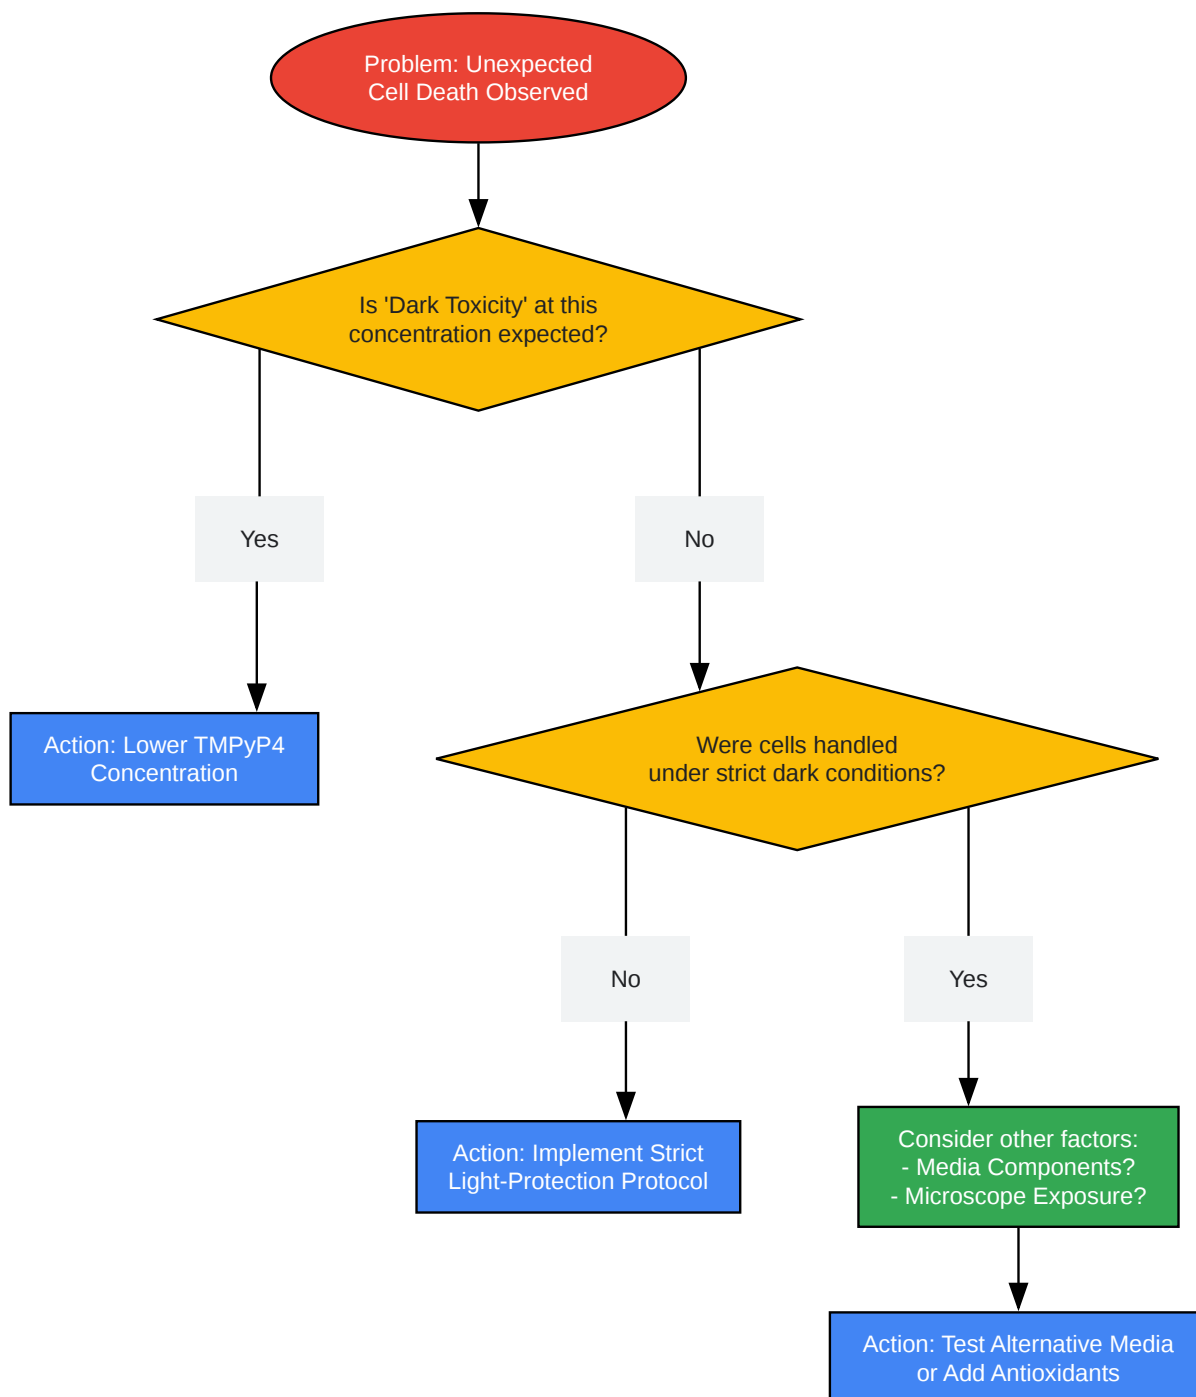 Problem: Unexpected
Cell Death Observed
Is 'Dark Toxicity' at this
concentration expected?
Yes
No
Action: Lower TMPyP4
Concentration
Were cells handled
under strict dark conditions?
No
Yes
Action: Implement Strict
Light-Protection Protocol
Consider other factors:
- Media Components?
- Microscope Exposure?
Action: Test Alternative Media
or Add Antioxidants